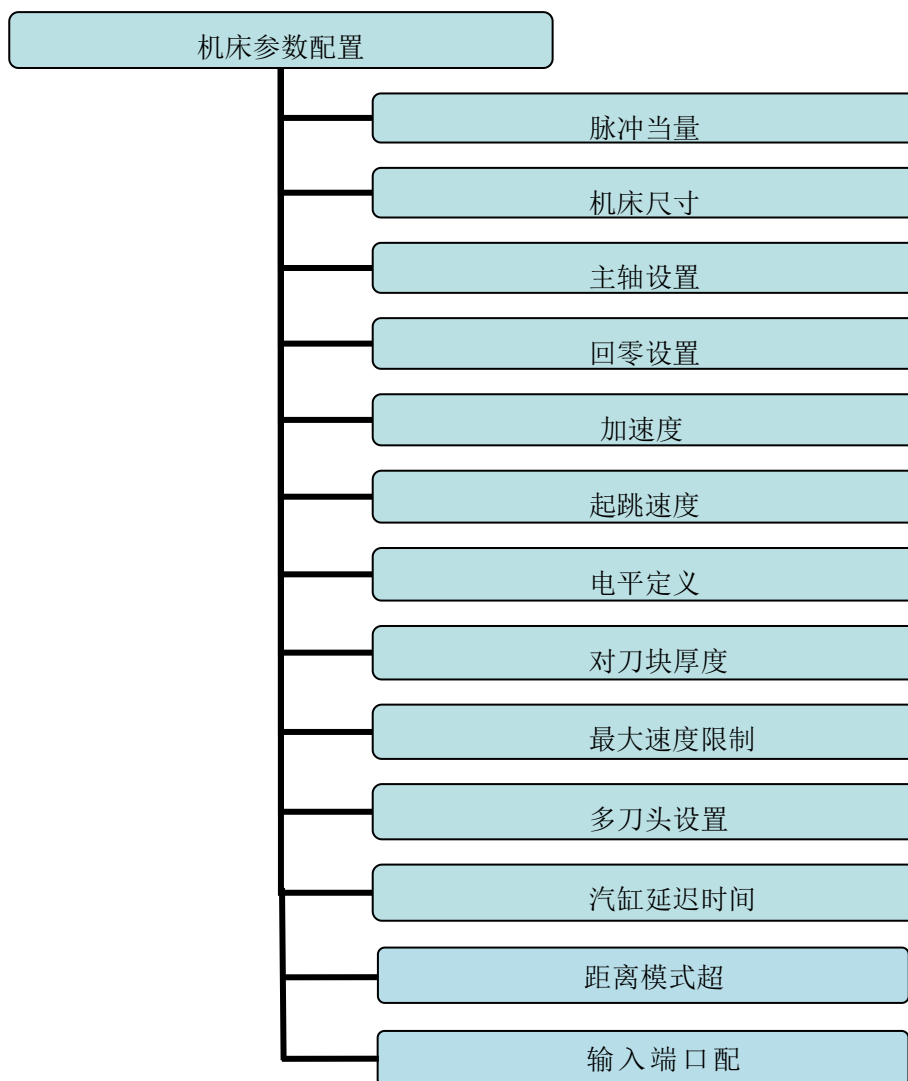 机床参数配置
脉冲当量
机床尺寸
主轴设置
回零设置
加速度
起跳速度
电平定义
对刀块厚度
最大速度限制
多刀头设置
汽缸延迟时间
距离模式超
输入端口配